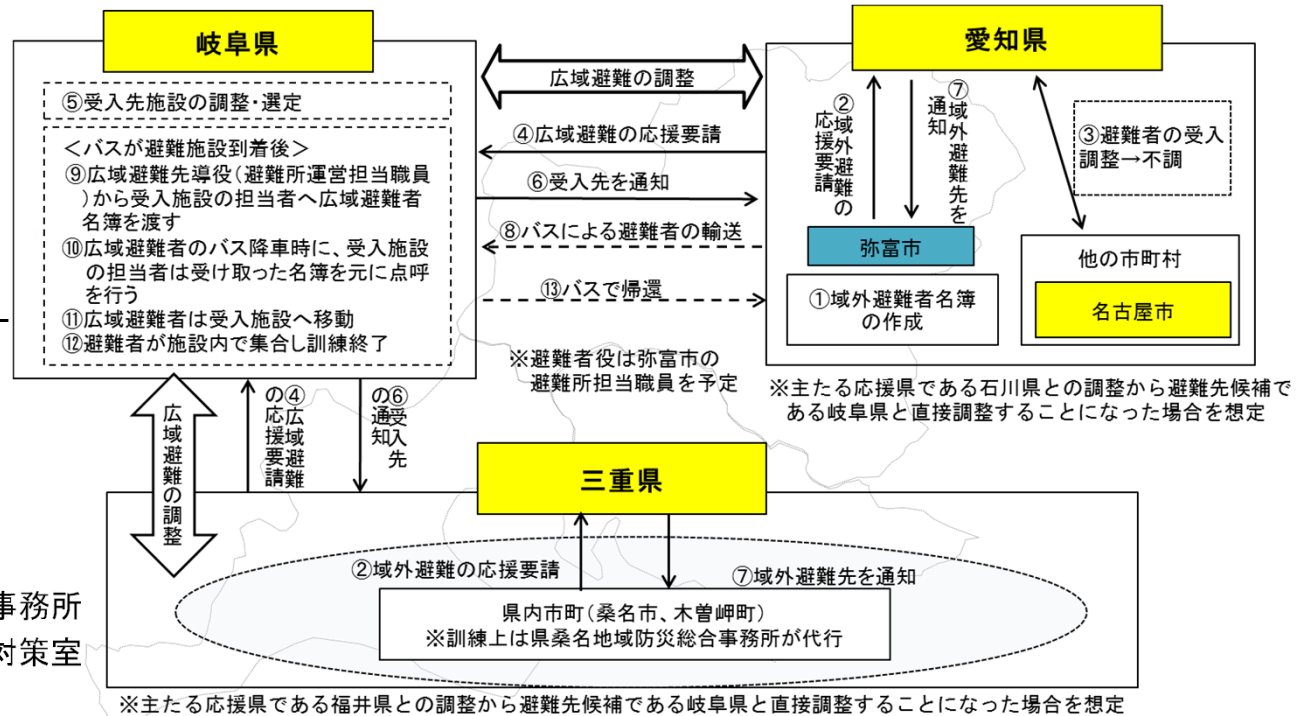 岐阜県
⑤受入先施設の調整・選定
<バスが避難施設到着後>
⑨広域避難先導役(避難所運営担当職員
)から受入施設の担当者へ広域避難者
名簿を渡す
⑩広域避難者のバス降車時に、受入施設
の担当者は受け取った名簿を元に点呼
を行う
⑪広域避難者は受入施設へ移動
⑫避難者が施設内で集合し訓練終了
広域避難の調整
④広域避難の応援要請
⑥受入先を通知
⑧バスによる避難者の輸送
⑬バスで帰還
※避難者役は弥富市の
避難所担当職員を予定
愛知県
②域外避難の
応援要請
⑦域外避難先を
通知
③避難者の受入
調整→不調
弥富市
①域外避難者名簿
の作成
他の市町村
名古屋市
※主たる応援県である石川県との調整から避難先候補で
ある岐阜県と直接調整することになった場合を想定
広域避難の調整
④広域避難
の応援要請
⑥受入先
の通知
三重県
②域外避難の応援要請
⑦域外避難先を通知
県内市町(桑名市、木曽岬町)
※訓練上は県桑名地域防災総合事務所が代行
事務所
対策室
※主たる応援県である福井県との調整から避難先候補である岐阜県と直接調整することになった場合を想定